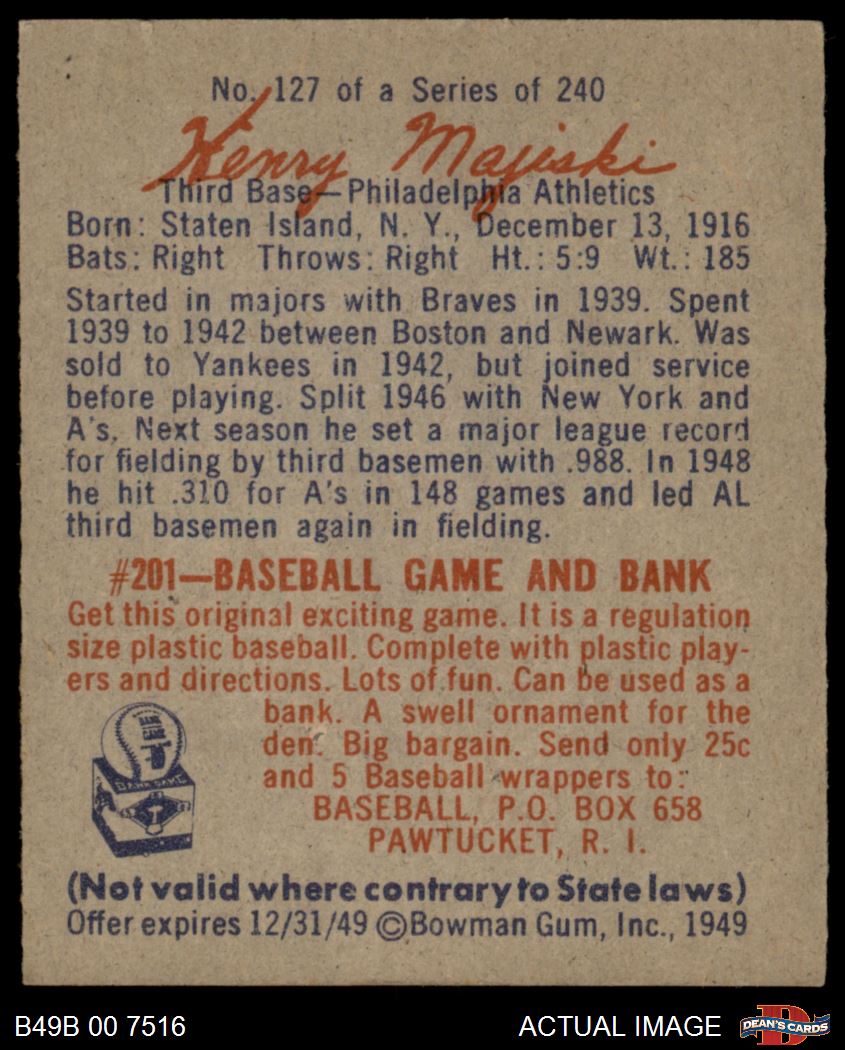 No. 127 of a Series of 240
Henry Majeski
Third Base—Philadelphia Athletics
Born: Staten Island, N. Y., December 13, 1916
Bats: Right Throws: Right Ht.: 5:9 Wt.: 185
Started in majors with Braves in 1939. Spent
1939 to 1942 between Boston and Newark. Was
sold to Yankees in 1942, but joined service
before playing. Split 1946 with New York and
A's. Next season he set a major league record
for fielding by third basemen with .988. In 1948
he hit .310 for A's in 148 games and led AL
third basemen again in fielding.
#201—BASEBALL GAME AND BANK
Get this original exciting game. It is a regulation
size plastic baseball. Complete with plastic play-
ers and directions. Lots of fun. Can be used as a
bank. A swell ornament for the
den. Big bargain. Send only 25c
and 5 Baseball wrappers to:
BASEBALL, P.O. BOX 658
PAWTUCKET, R. I.
BANK GAME
(Not valid where contrary to State laws)
Offer expires 12/31/49 ©Bowman Gum, Inc., 1949
B49B 00 7516
ACTUAL IMAGE
DEAN'S CARDS